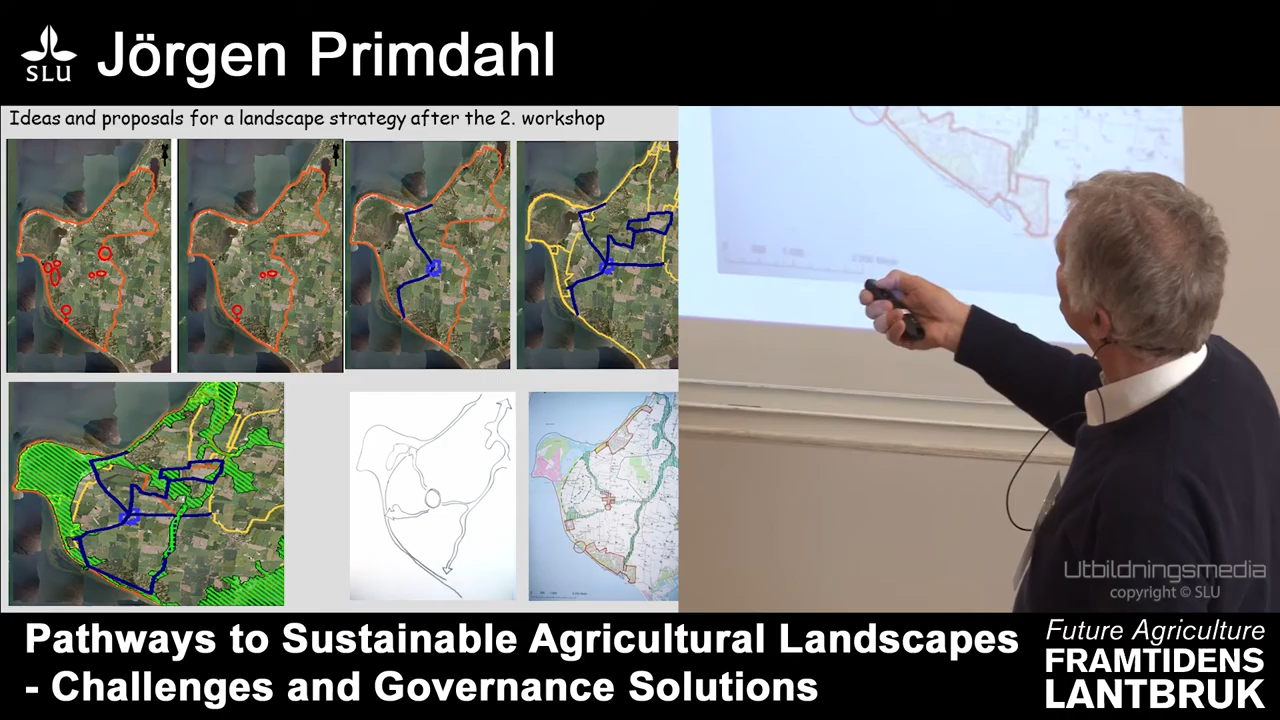 SLU
Jörgen Primdahl
Ideas and proposals for a landscape strategy after the 2. workshop
Utbildningsmedia
copyright © SLU
Pathways to Sustainable Agricultural Landscapes
- Challenges and Governance Solutions
Future Agriculture
FRAMTIDENS
LANTBRUK